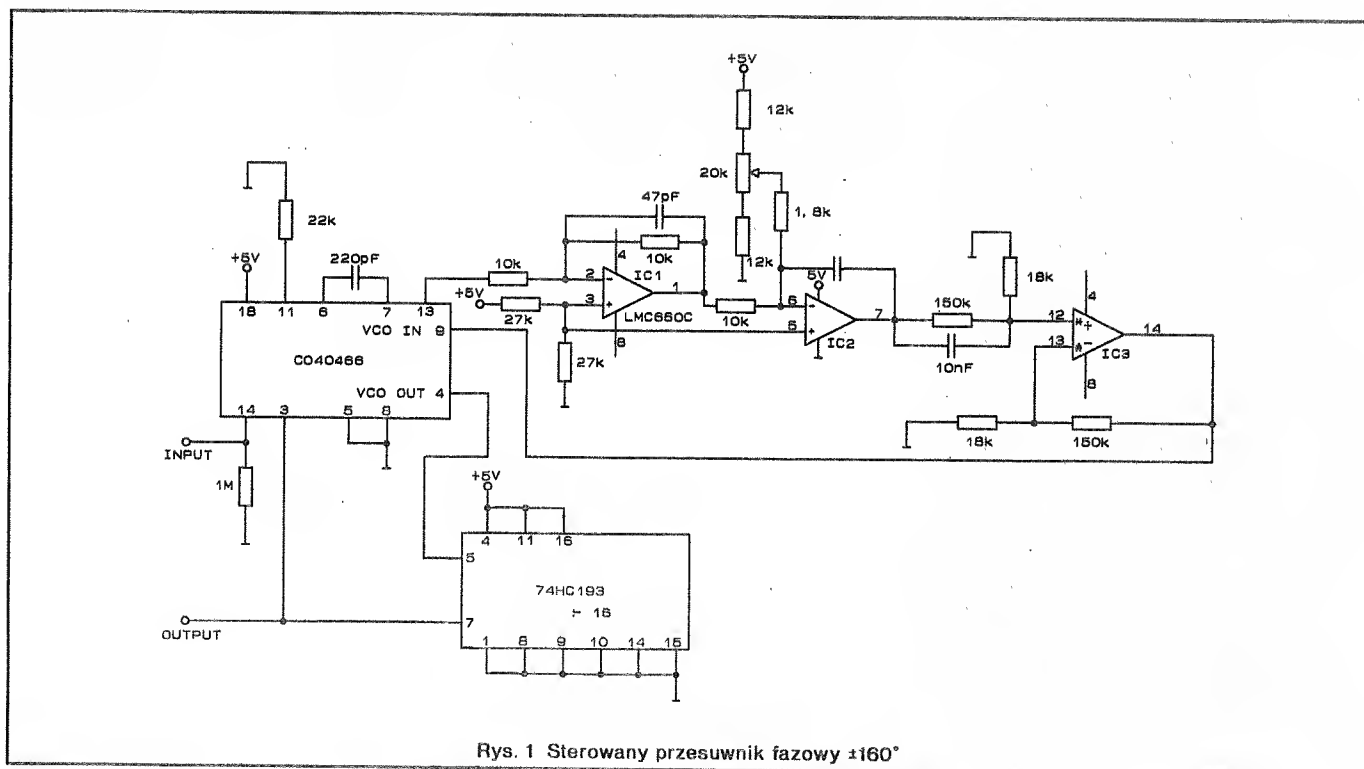 +5V
12k
20k
1,8k
12k
47pF
22k
10k
+5V
220pF
10k
4
IC1
5V
18k
2
-
3
+
1
LMC660C
+5V
27k
8
10k
6
-
5
+
7
IC2
150k
10nF
12
*+
13
*-
4
14
IC3
8
18 11 6 7 13
VCO IN 9
CO40466
VCO OUT 4
14 3 5 8
27k
18k
150k
INPUT
1M
+5V
4 11 16
5
74HC193
÷ 16
7
1 8 9 10 14 15
OUTPUT
Rys. 1 Sterowany przesuwnik fazowy ±160°